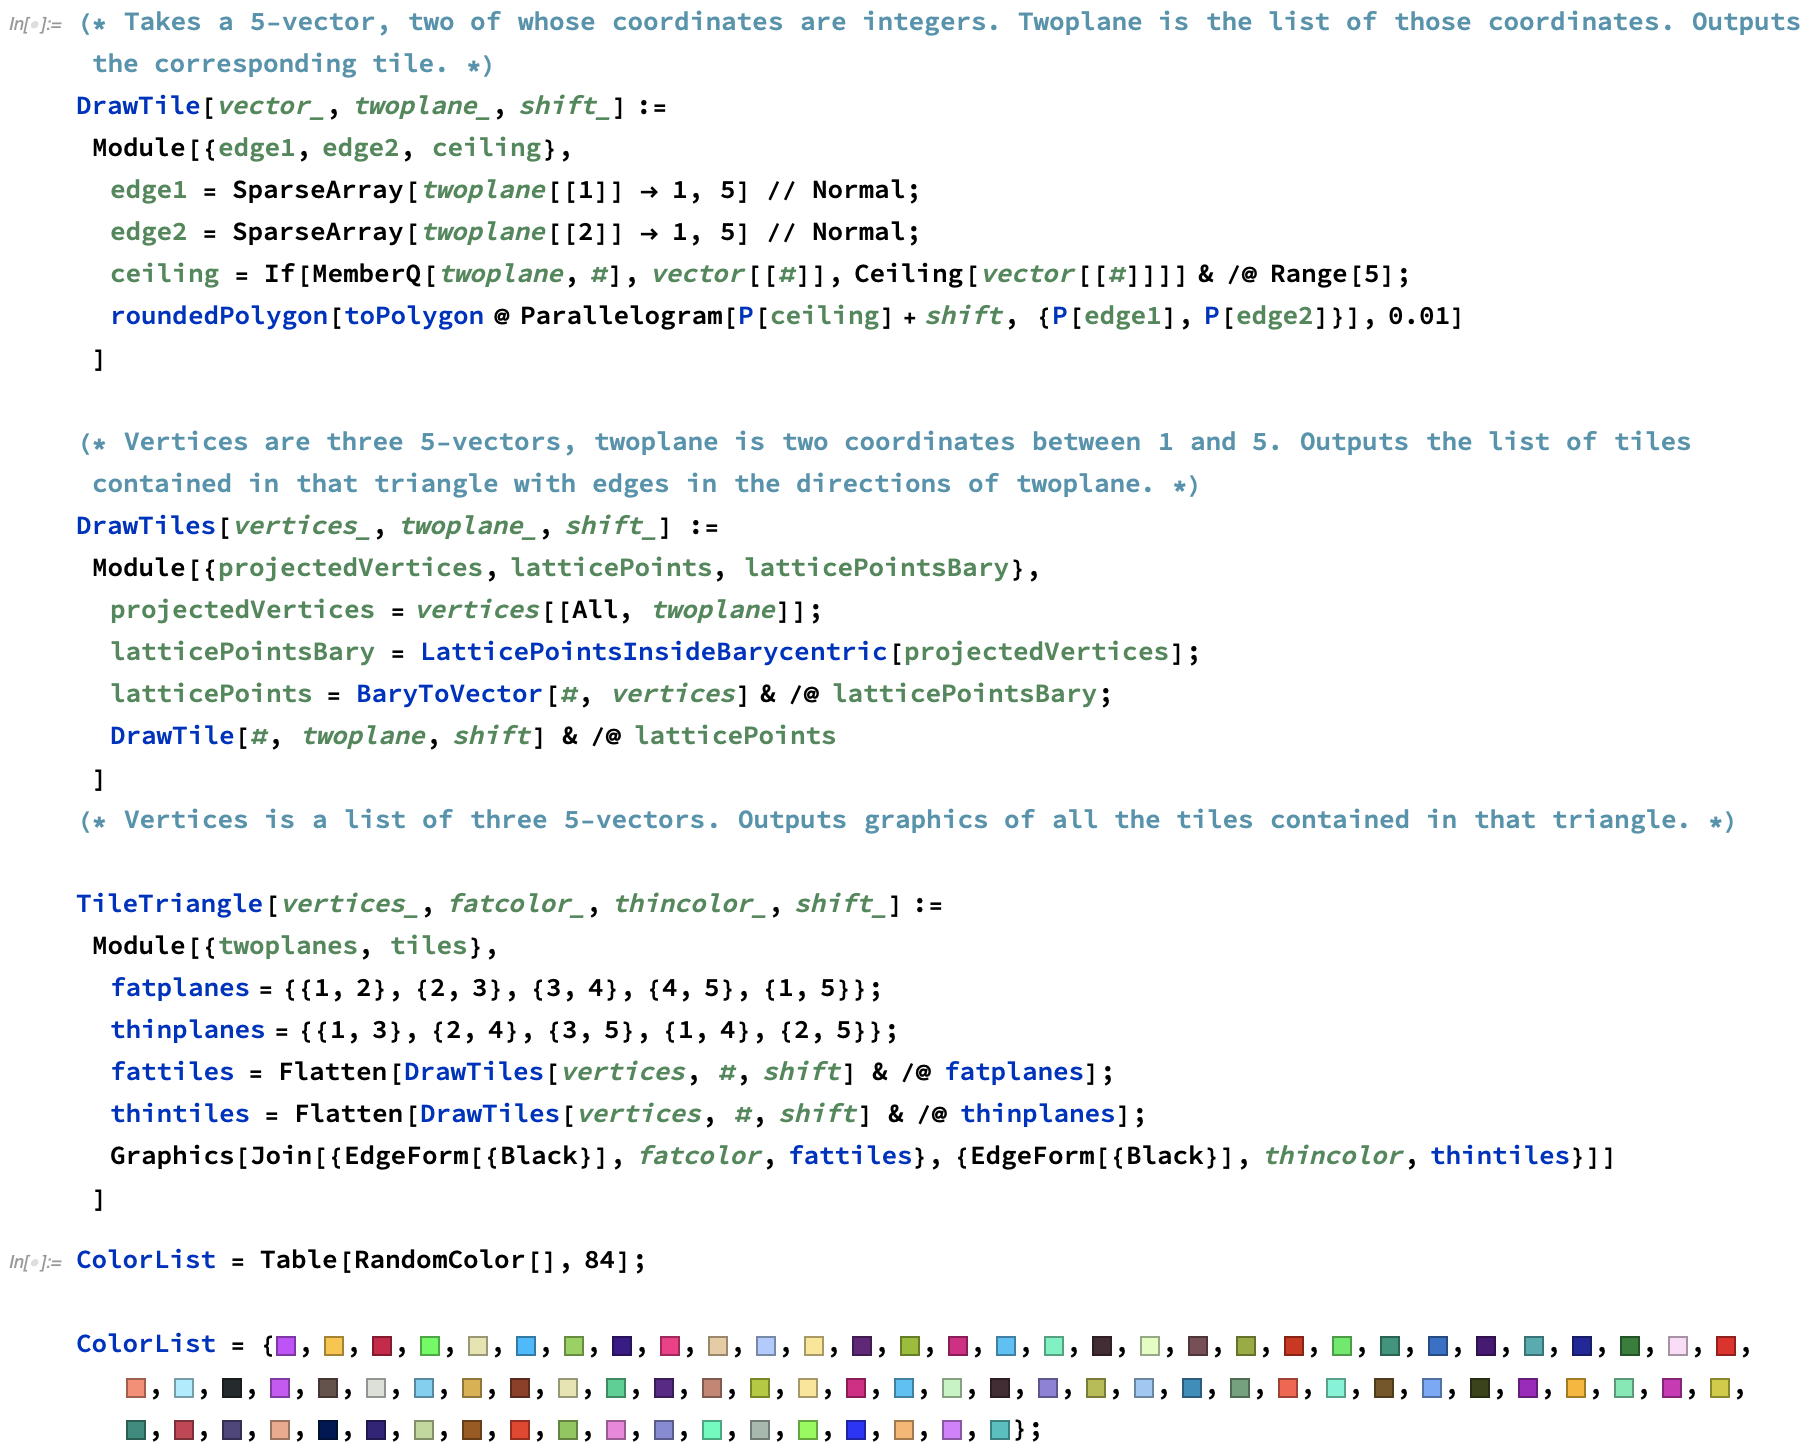 In[•]:= (* Takes a 5-vector, two of whose coordinates are integers. Twoplane is the list of those coordinates. Outputs
the corresponding tile. *)
DrawTile[vector_, twoplane_, shift_] :=
Module[{edge1, edge2, ceiling},
edge1 = SparseArray[twoplane[[1]] → 1, 5] // Normal;
edge2 = SparseArray[twoplane[[2]] → 1, 5] // Normal;
ceiling = If[MemberQ[twoplane, #], vector[[#]], Ceiling[vector[[#]]]] & /@ Range[5];
roundedPolygon[toPolygon @ Parallelogram[P[ceiling] + shift, {P[edge1], P[edge2]}], 0.01]
]
(* Vertices are three 5-vectors, twoplane is two coordinates between 1 and 5. Outputs the list of tiles
contained in that triangle with edges in the directions of twoplane. *)
DrawTiles[vertices_, twoplane_, shift_] :=
Module[{projectedVertices, latticePoints, latticePointsBary},
projectedVertices = vertices[[All, twoplane]];
latticePointsBary = LatticePointsInsideBarycentric[projectedVertices];
latticePoints = BaryToVector[#, vertices] & /@ latticePointsBary;
DrawTile[#, twoplane, shift] & /@ latticePoints
]
(* Vertices is a list of three 5-vectors. Outputs graphics of all the tiles contained in that triangle. *)
TileTriangle[vertices_, fatcolor_, thincolor_, shift_] :=
Module[{twoplanes, tiles},
fatplanes = {{1, 2}, {2, 3}, {3, 4}, {4, 5}, {1, 5}};
thinplanes = {{1, 3}, {2, 4}, {3, 5}, {1, 4}, {2, 5}};
fattiles = Flatten[DrawTiles[vertices, #, shift] & /@ fatplanes];
thintiles = Flatten[DrawTiles[vertices, #, shift] & /@ thinplanes];
Graphics[Join[{EdgeForm[{Black}], fatcolor, fattiles}, {EdgeForm[{Black}], thincolor, thintiles}]]
]
In[•]:= ColorList = Table[RandomColor[], 84];
ColorList = { , , , , , , , , , , , , , , , , , , , , , , , , , , , , , , ,
, , , , , , , , , , , , , , , , , , , , , , , , , , , , , , , , , ,
, , , , , , , , , , , , , , , , , , };